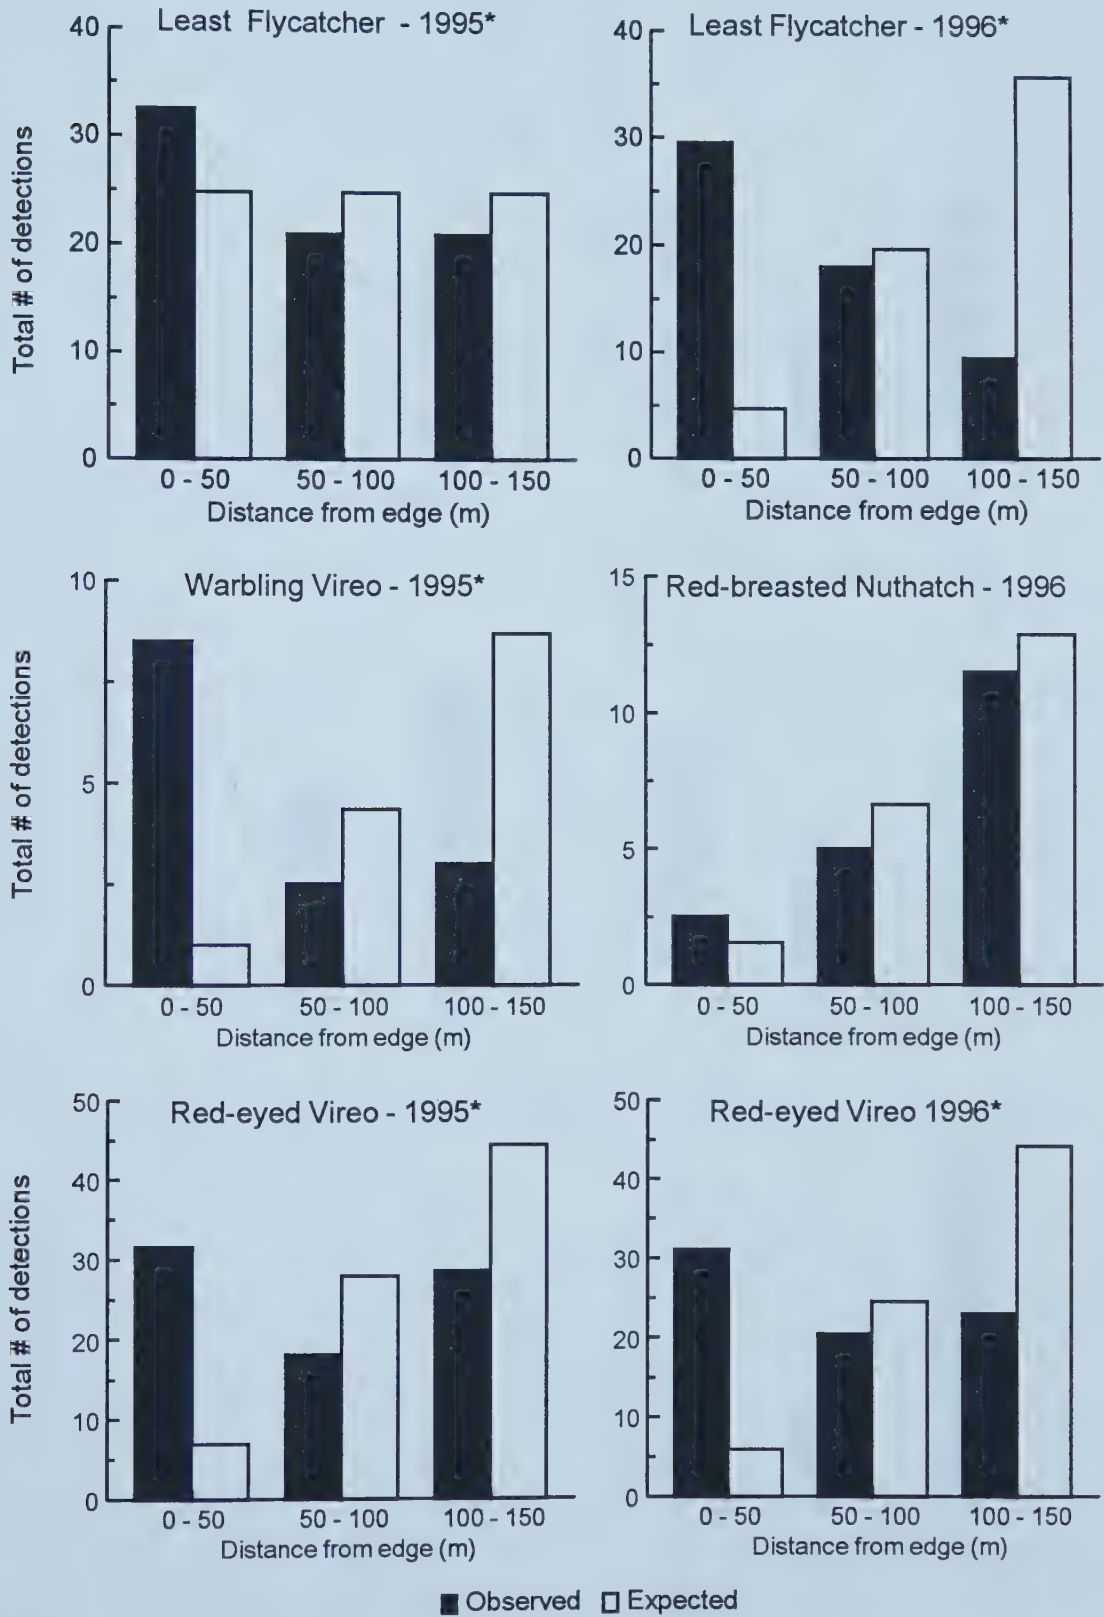 Least Flycatcher - 1995*
40
30
20
10
0
Total # of detections
0 - 50 50 - 100 100 - 150
Distance from edge (m)
Least Flycatcher - 1996*
40
30
20
10
0
0 - 50 50 - 100 100 - 150
Distance from edge (m)
Warbling Vireo - 1995*
10
5
0
Total # of detections
0 - 50 50 - 100 100 - 150
Distance from edge (m)
Red-breasted Nuthatch - 1996
15
10
5
0
0 - 50 50 - 100 100 - 150
Distance from edge (m)
Red-eyed Vireo - 1995*
50
40
30
20
10
0
Total # of detections
0 - 50 50 - 100 100 - 150
Distance from edge (m)
Red-eyed Vireo 1996*
50
40
30
20
10
0
0 - 50 50 - 100 100 - 150
Distance from edge (m)
Observed Expected